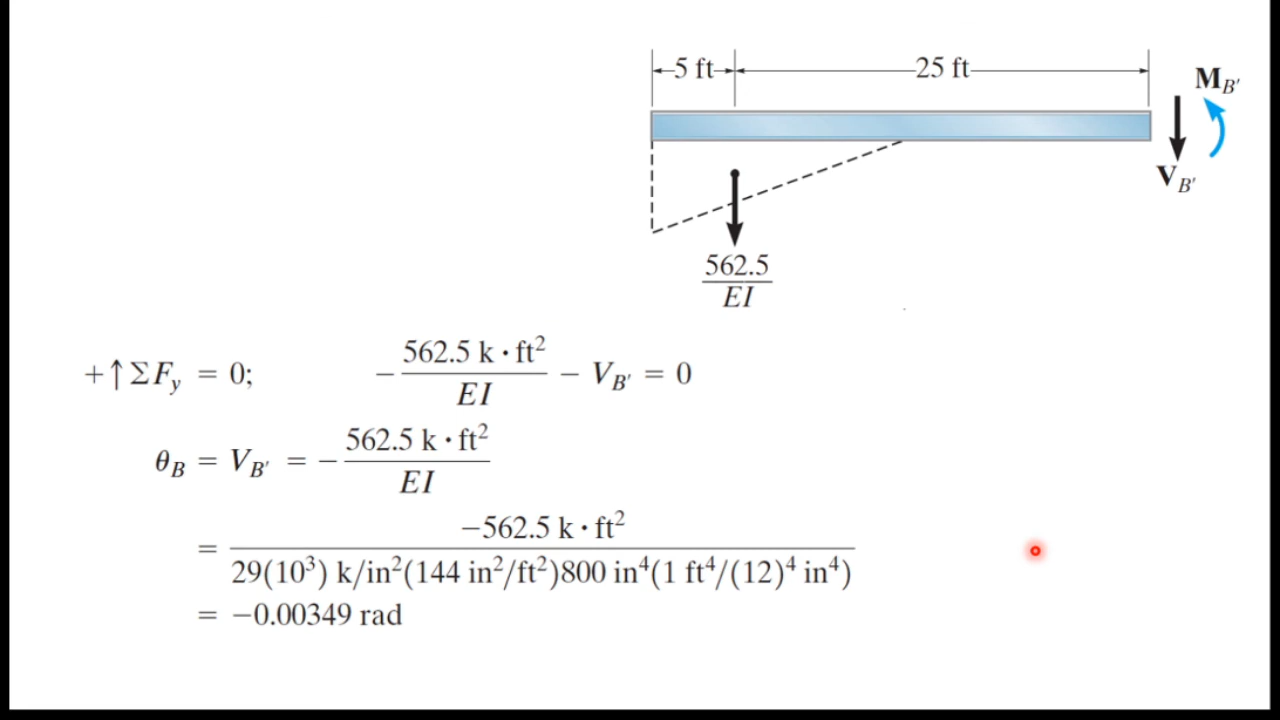 5 ft 25 ft
M_B′
V_B′
562.5
EI
+↑ΣF_y = 0; −(562.5 k·ft²)/EI − V_B′ = 0
θ_B = V_B′ = −(562.5 k·ft²)/EI
= (−562.5 k·ft²)/(29(10³) k/in²(144 in²/ft²)800 in⁴(1 ft⁴/(12)⁴ in⁴))
= −0.00349 rad